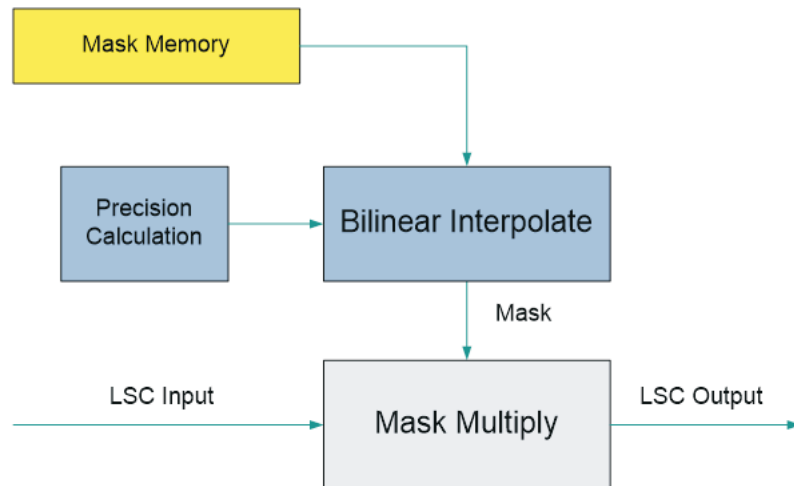 Mask Memory
Precision
Calculation
Bilinear Interpolate
Mask
LSC Input
Mask Multiply
LSC Output